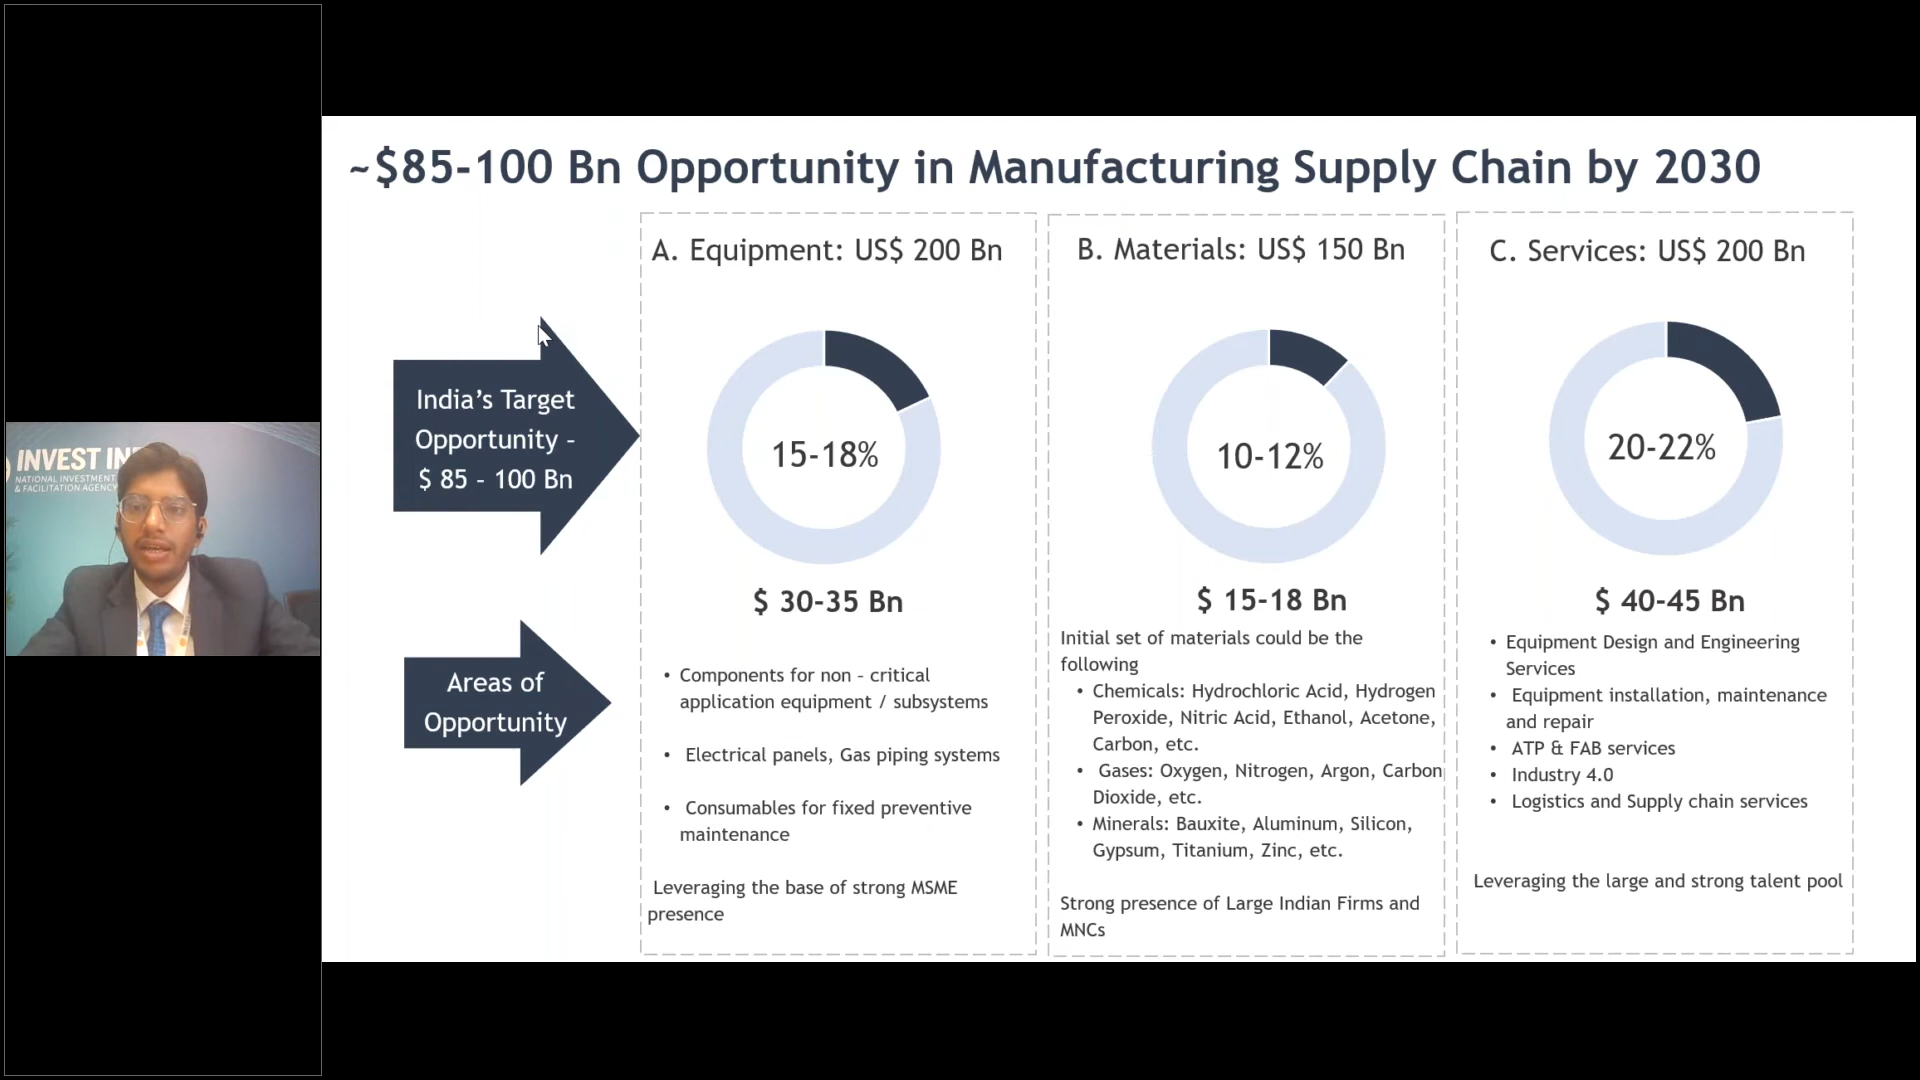 ~$85-100 Bn Opportunity in Manufacturing Supply Chain by 2030
India's Target
Opportunity -
$ 85 - 100 Bn
Areas of
Opportunity
A. Equipment: US$ 200 Bn
15-18%
$ 30-35 Bn
• Components for non - critical
application equipment / subsystems
• Electrical panels, Gas piping systems
• Consumables for fixed preventive
maintenance
Leveraging the base of strong MSME
presence
B. Materials: US$ 150 Bn
10-12%
$ 15-18 Bn
Initial set of materials could be the
following
• Chemicals: Hydrochloric Acid, Hydrogen
Peroxide, Nitric Acid, Ethanol, Acetone,
Carbon, etc.
• Gases: Oxygen, Nitrogen, Argon, Carbon
Dioxide, etc.
• Minerals: Bauxite, Aluminum, Silicon,
Gypsum, Titanium, Zinc, etc.
Strong presence of Large Indian Firms and
MNCs
C. Services: US$ 200 Bn
20-22%
$ 40-45 Bn
• Equipment Design and Engineering
Services
• Equipment installation, maintenance
and repair
• ATP & FAB services
• Industry 4.0
• Logistics and Supply chain services
Leveraging the large and strong talent pool
INVEST IN
NATIONAL INVESTMENT
& FACILITATION AGENCY